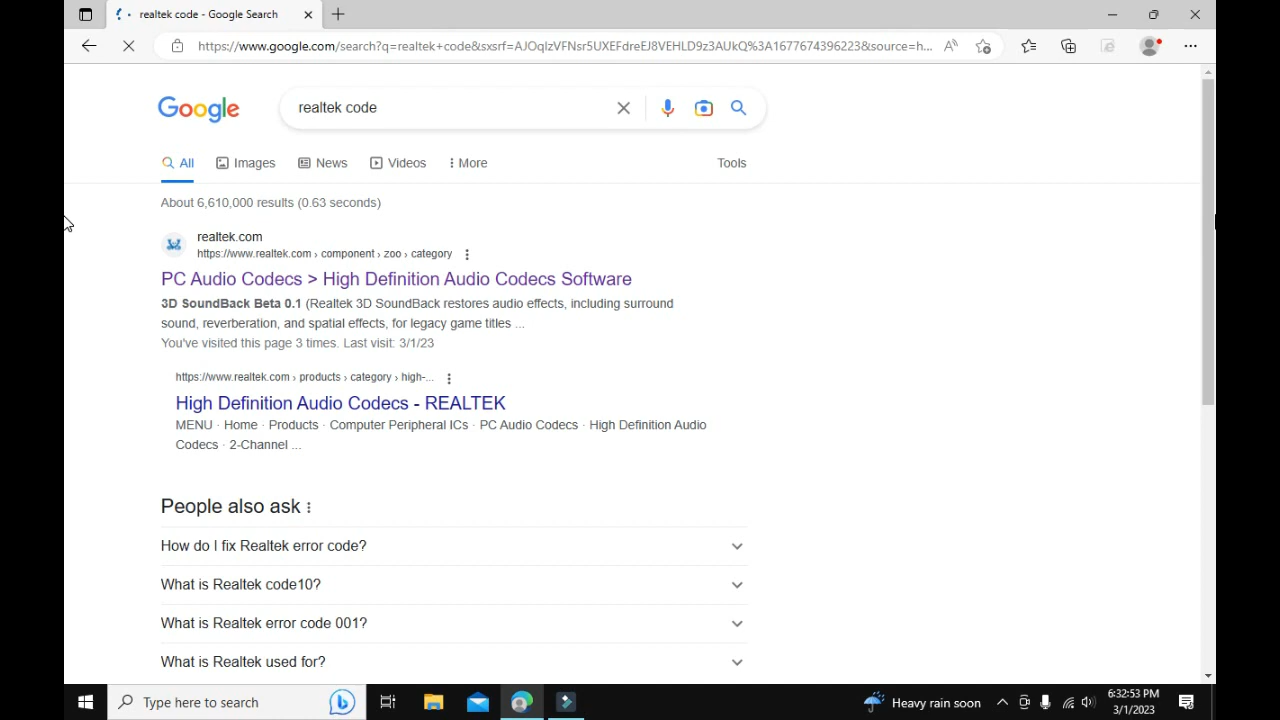 realtek code - Google Search
https://www.google.com/search?q=realtek+code&sxsrf=AJOqlzVFNsr5UXEFdreEJ8VEHLD9z3AUkQ%3A1677674396223&source=h...
Google
realtek code
All Images News Videos More Tools
About 6,610,000 results (0.63 seconds)
realtek.com
https://www.realtek.com › component › zoo › category
PC Audio Codecs > High Definition Audio Codecs Software
3D SoundBack Beta 0.1 (Realtek 3D SoundBack restores audio effects, including surround
sound, reverberation, and spatial effects, for legacy game titles ...
You've visited this page 3 times. Last visit: 3/1/23
https://www.realtek.com › products › category › high-...
High Definition Audio Codecs - REALTEK
MENU · Home · Products · Computer Peripheral ICs · PC Audio Codecs · High Definition Audio
Codecs · 2-Channel ...
People also ask
How do I fix Realtek error code?
What is Realtek code10?
What is Realtek error code 001?
What is Realtek used for?
Type here to search
Heavy rain soon
6:32:53 PM
3/1/2023